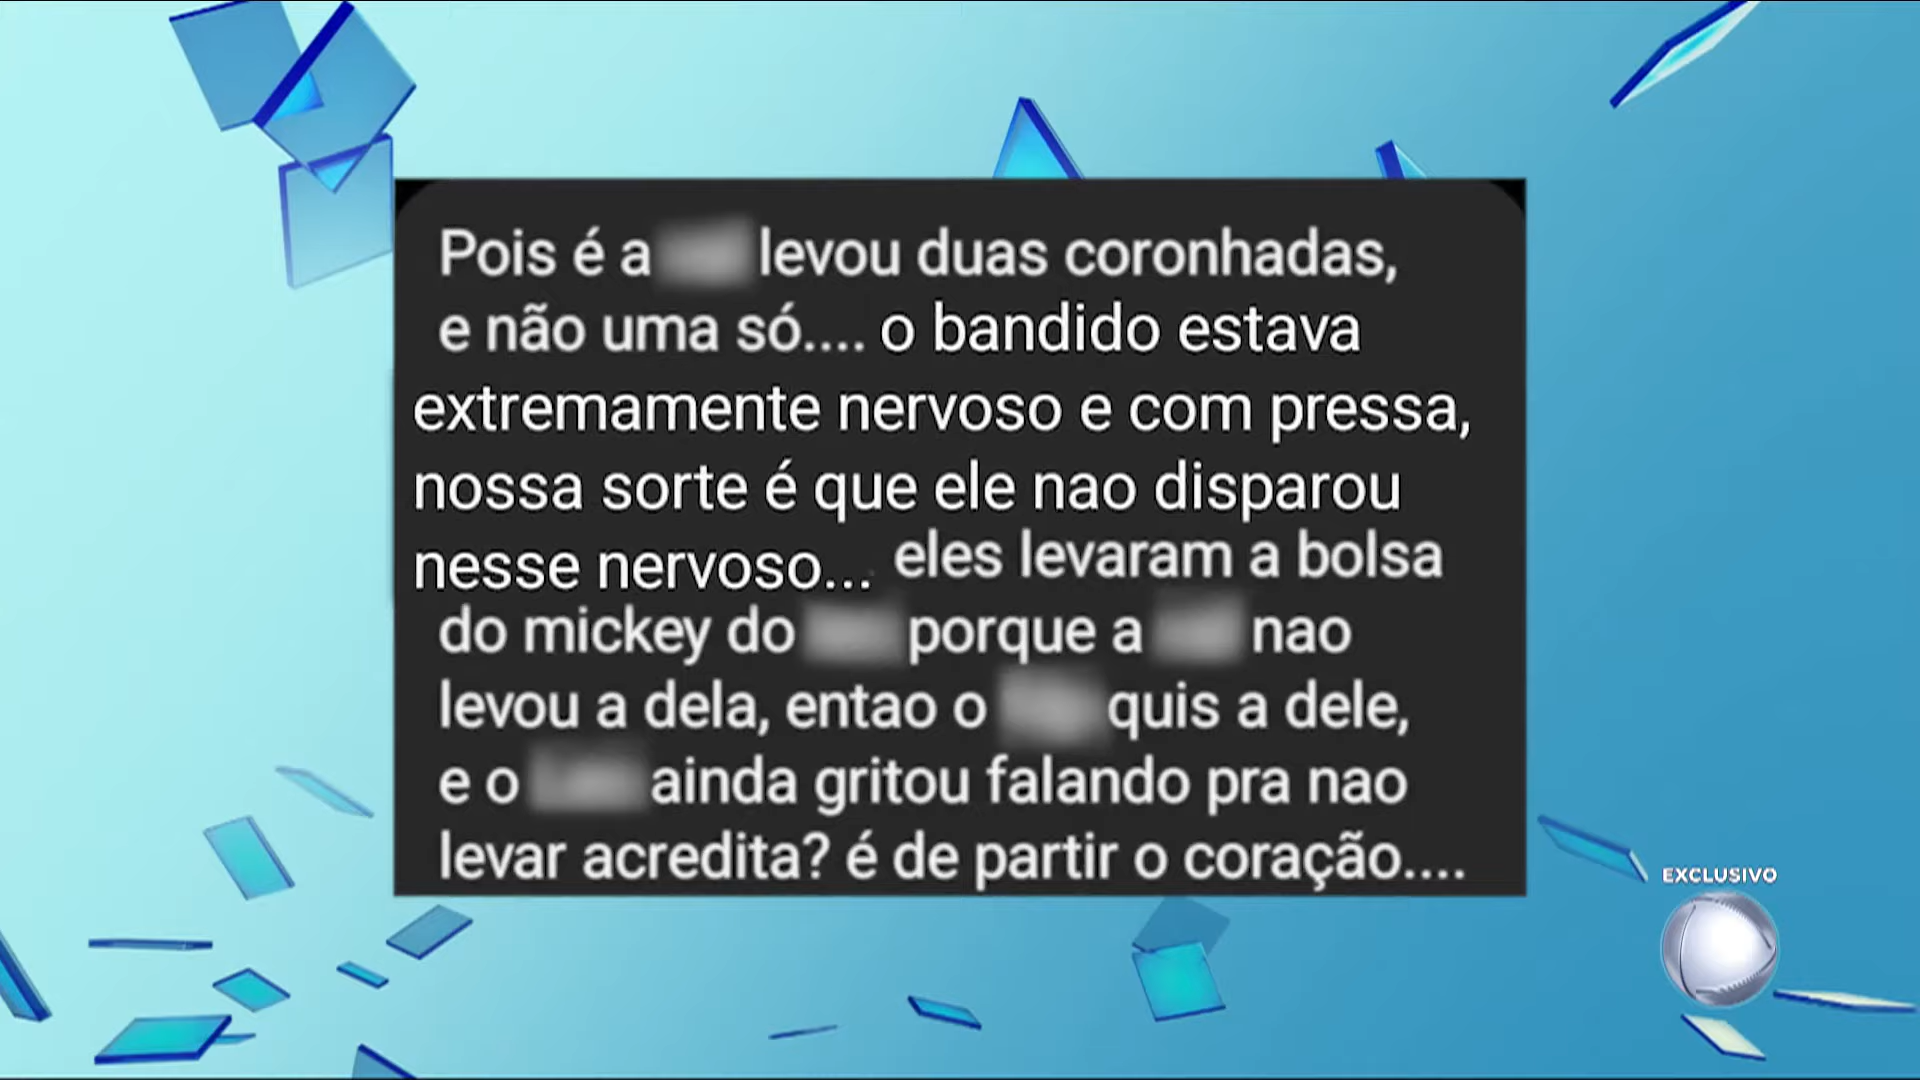 Pois é a levou duas coronhadas,
e não uma só.... o bandido estava
extremamente nervoso e com pressa,
nossa sorte é que ele nao disparou
nesse nervoso... eles levaram a bolsa
do mickey do porque a nao
levou a dela, entao o quis a dele,
e o ainda gritou falando pra nao
levar acredita? é de partir o coração....
EXCLUSIVO